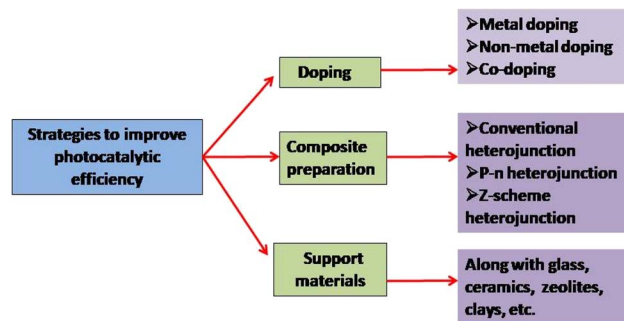 Strategies to improve
photocatalytic
efficiency
Doping
➢Metal doping
➢Non-metal doping
➢Co-doping
Composite
preparation
➢Conventional
heterojunction
➢P-n heterojunction
➢Z-scheme
heterojunction
Support
materials
Along with glass,
ceramics, zeolites,
clays, etc.